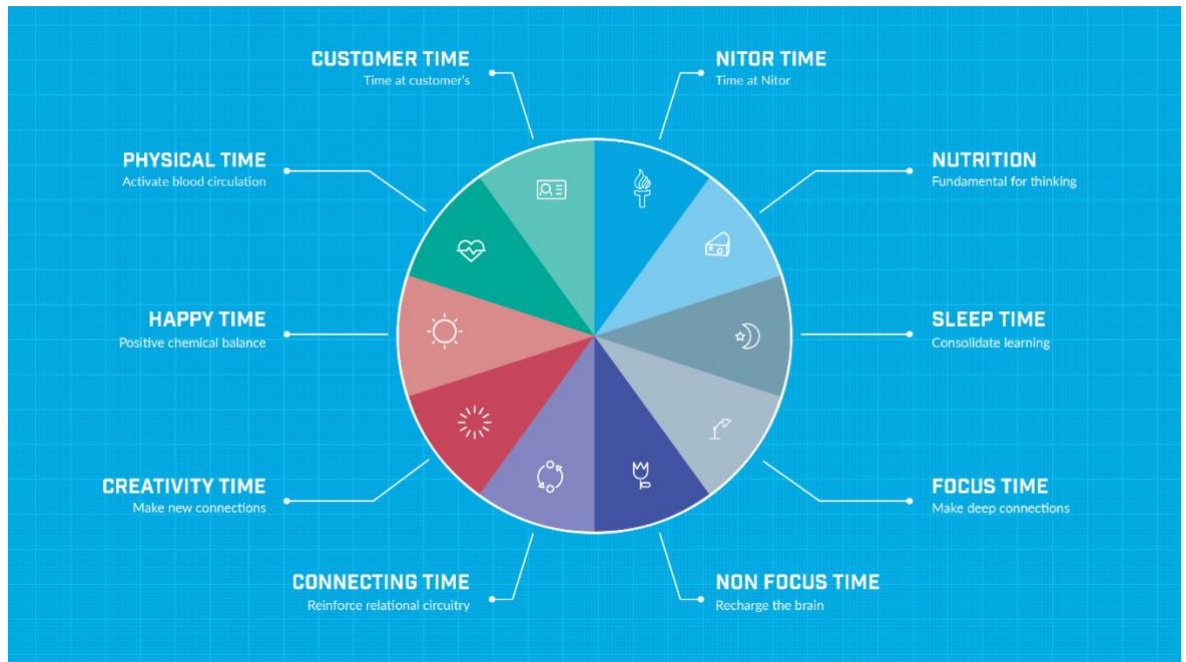 CUSTOMER TIME
Time at customer's
NITOR TIME
Time at Nitor
PHYSICAL TIME
Activate blood circulation
NUTRITION
Fundamental for thinking
HAPPY TIME
Positive chemical balance
SLEEP TIME
Consolidate learning
CREATIVITY TIME
Make new connections
FOCUS TIME
Make deep connections
CONNECTING TIME
Reinforce relational circuitry
NON FOCUS TIME
Recharge the brain